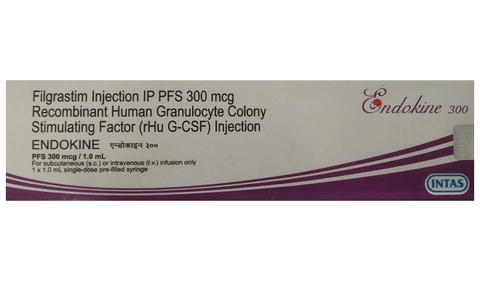 Filgrastim Injection IP PFS 300 mcg
Recombinant Human Granulocyte Colony
Stimulating Factor (rHu G-CSF) Injection
ENDOKINE एन्डोकाइन ३००
PFS 300 mcg / 1.0 mL
For subcutaneous (s.c.) or intravenous (i.v.) infusion only
1 x 1.0 mL single-dose pre-filled syringe
Endokine 300
INTAS